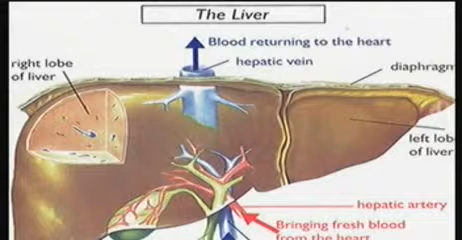 The Liver
Blood returning to the heart
hepatic vein
right lobe
of liver
diaphragm
left lob
of liver
hepatic artery
Bringing fresh blood
from the heart